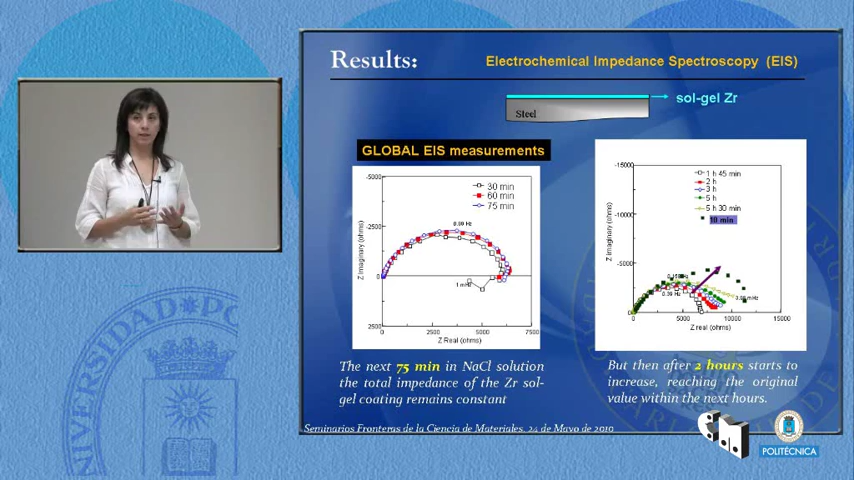 Results:
Electrochemical Impedance Spectroscopy (EIS)
sol-gel Zr
Steel
GLOBAL EIS measurements
-5000
-2500
0
2500
Z Imaginary (ohms)
30 min
60 min
75 min
0.09 Hz
1 mHz
0
2500
5000
7500
Z Real (ohms)
-15000
-10000
-5000
0
Z imaginary (ohms)
1 h 45 min
2 h
3 h
5 h
5 h 30 min
10 min
0.09 Hz
0
5000
10000
15000
Z real (ohms)
The next 75 min in NaCl solution
the total impedance of the Zr sol-
gel coating remains constant
But then after 2 hours starts to
increase, reaching the original
value within the next hours.
Seminarios Fronteras de la Ciencia de Materiales, 24 de Mayo de 2010
POLITÉCNICA